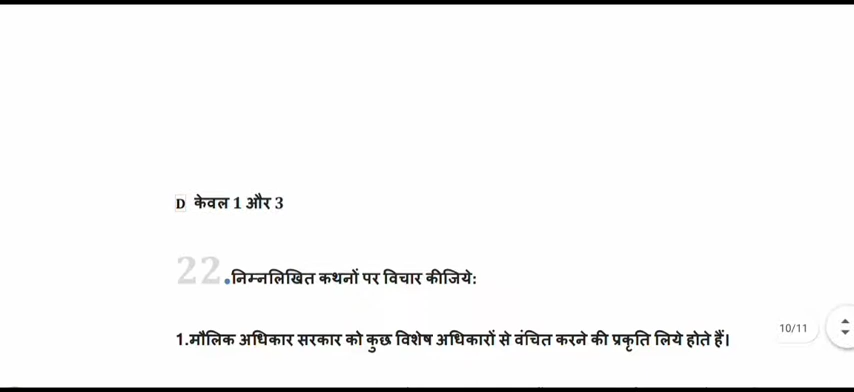 D केवल 1 और 3
22.निम्नलिखित कथनों पर विचार कीजिये:
1.मौलिक अधिकार सरकार को कुछ विशेष अधिकारों से वंचित करने की प्रकृति लिये होते हैं।
10/11